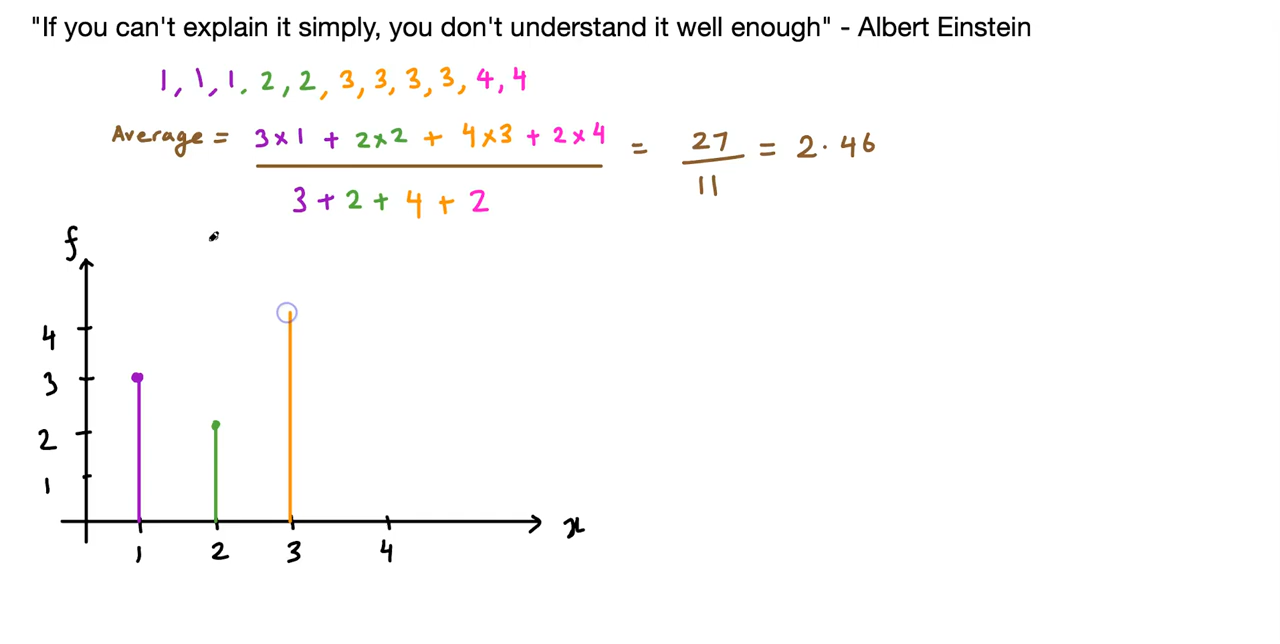 "If you can't explain it simply, you don't understand it well enough" - Albert Einstein
1, 1, 1, 2, 2, 3, 3, 3, 3, 4, 4
Average = 3×1 + 2×2 + 4×3 + 2×4 = 27 = 2.46
3 + 2 + 4 + 2 11
f
4
3
2
1
x
1 2 3 4